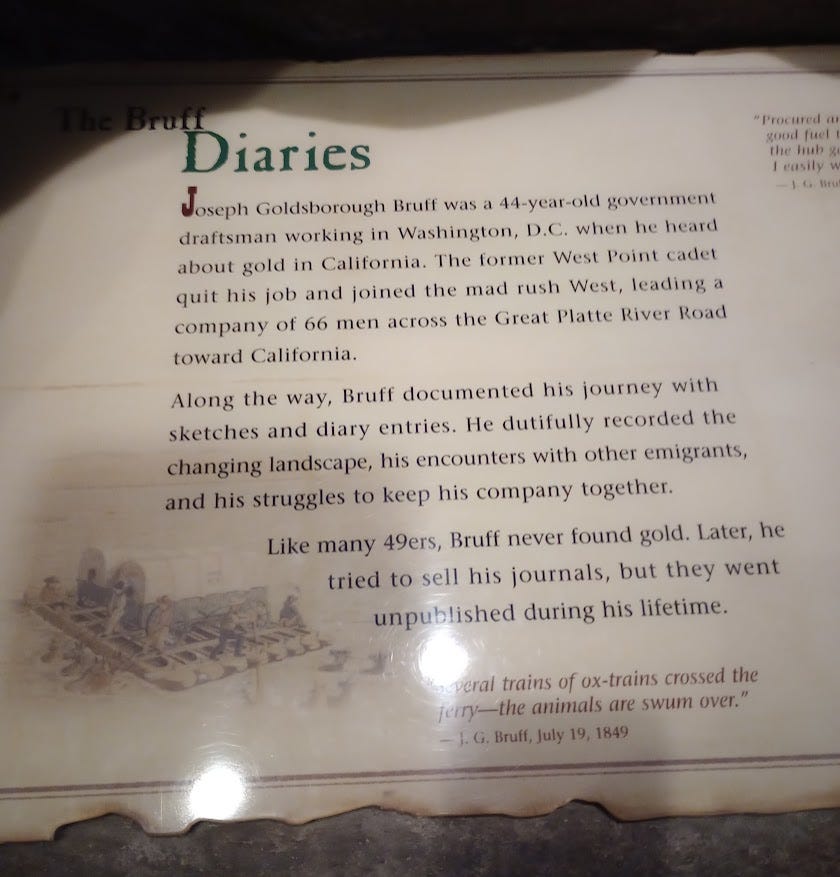 The Bruff
Diaries
Joseph Goldsborough Bruff was a 44-year-old government
draftsman working in Washington, D.C. when he heard
about gold in California. The former West Point cadet
quit his job and joined the mad rush West, leading a
company of 66 men across the Great Platte River Road
toward California.
Along the way, Bruff documented his journey with
sketches and diary entries. He dutifully recorded the
changing landscape, his encounters with other emigrants,
and his struggles to keep his company together.
Like many 49ers, Bruff never found gold. Later, he
tried to sell his journals, but they went
unpublished during his lifetime.
trains of ox-trains crossed the
ferry—the animals are swum over."
— J. G. Bruff, July 19, 1849
"Procured
good fuel
the hub
I easily
— J. G.